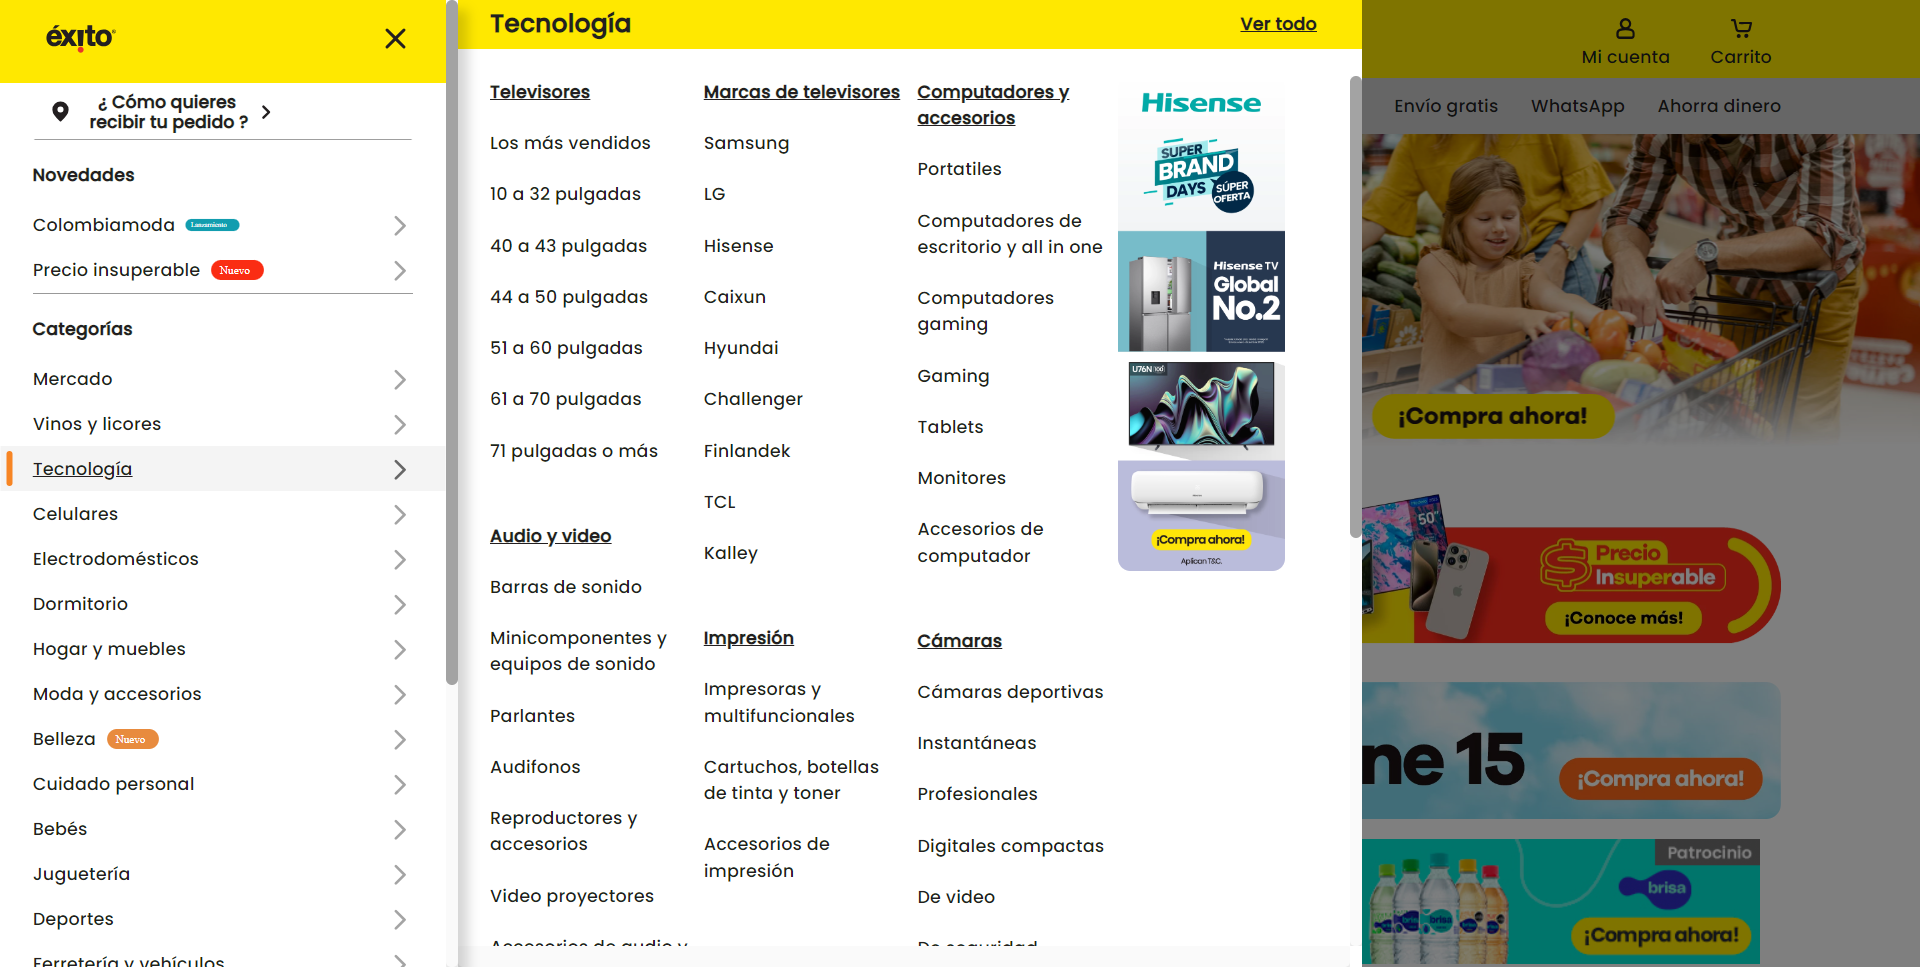 éxito
¿ Cómo quieres
recibir tu pedido ?
Novedades
Colombiamoda Lanzamiento
Precio insuperable Nuevo
Categorías
Mercado
Vinos y licores
Tecnología
Celulares
Electrodomésticos
Dormitorio
Hogar y muebles
Moda y accesorios
Belleza Nuevo
Cuidado personal
Bebés
Juguetería
Deportes
Ferretería y vehículos
Tecnología
Ver todo
Televisores
Los más vendidos
10 a 32 pulgadas
40 a 43 pulgadas
44 a 50 pulgadas
51 a 60 pulgadas
61 a 70 pulgadas
71 pulgadas o más
Audio y video
Barras de sonido
Minicomponentes y
equipos de sonido
Parlantes
Audifonos
Reproductores y
accesorios
Video proyectores
Accesorios de audio y
Marcas de televisores
Samsung
LG
Hisense
Caixun
Hyundai
Challenger
Finlandek
TCL
Kalley
Impresión
Impresoras y
multifuncionales
Cartuchos, botellas
de tinta y toner
Accesorios de
impresión
Computadores y
accesorios
Portatiles
Computadores de
escritorio y all in one
Computadores
gaming
Gaming
Tablets
Monitores
Accesorios de
computador
Cámaras
Cámaras deportivas
Instantáneas
Profesionales
Digitales compactas
De video
De seguridad
Hisense
SUPER
BRAND
DAYS
SÚPER
OFERTA
Hisense TV
Global
No.2
U76N
¡Compra ahora!
Aplican T&C.
Mi cuenta
Carrito
Envío gratis
WhatsApp
Ahorra dinero
¡Compra ahora!
50"
Precio
Insuperable
¡Conoce más!
ne 15
¡Compra ahora!
Patrocinio
brisa
¡Compra ahora!